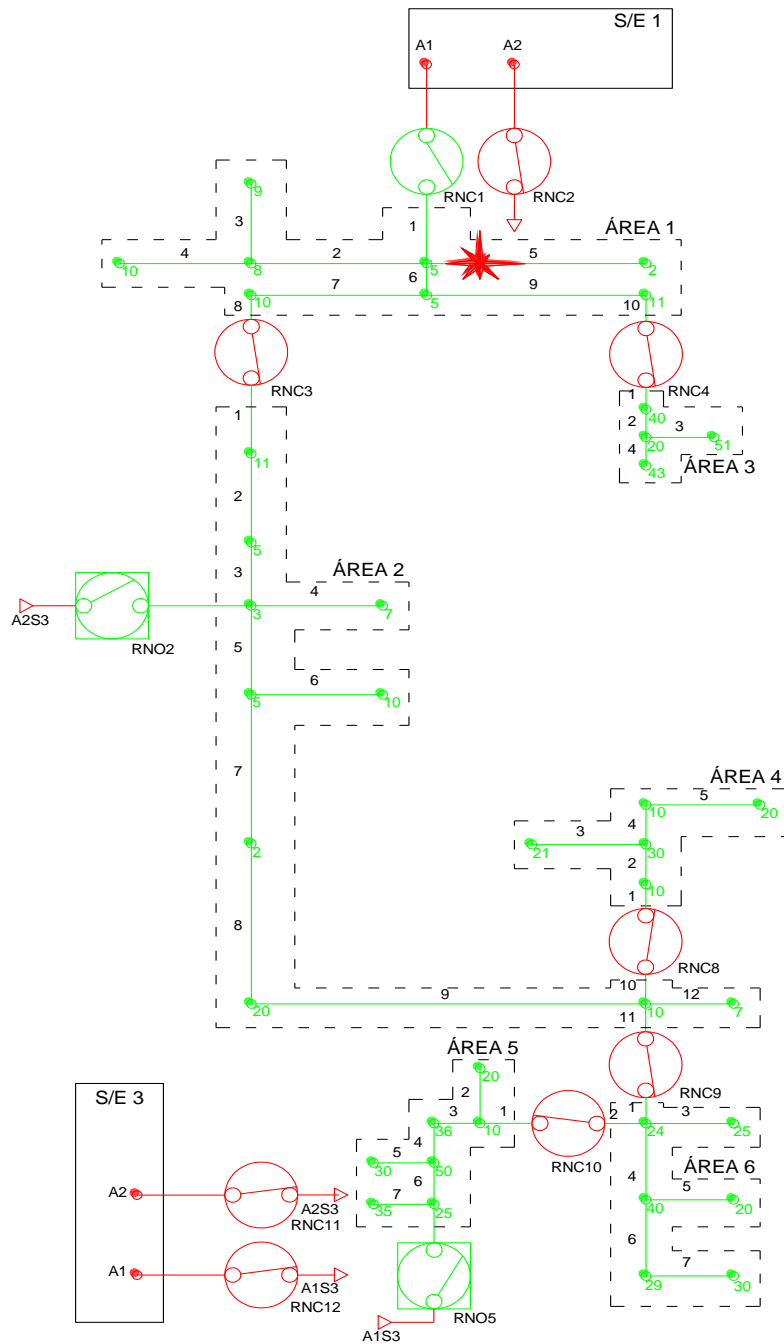 S/E 1
A1 A2
RNC1 RNC2
9
3 1 ÁREA 1
4 2 5
10 8 5 2
7 6 9
8 10 5 10 11
RNC3 RNC4
1 1
40
2 3
11 20 51
4
43 ÁREA 3
2
5
3 ÁREA 2
4
A2S3 3 7
RNO2
5
6
5 10
7 ÁREA 4
5
10 20
4
3
2 21 30
2
10
1
8
RNC8
10
9 12
20 10 7
11
ÁREA 5
S/E 3 20 RNC9
2 1
3 1 2 3
36 10 24 25
4
5 RNC10
30 50 4 ÁREA 6
A2 6 5
7
A2S3 35 25 40 20
RNC11
6
A1 7
A1S3 29 30
RNC12
RNO5
A1S3